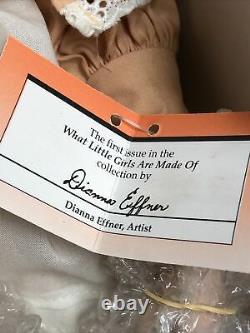 The first issue in the
What Little Girls Are Made Of
collection by
Dianna Effner
Dianna Effner, Artist